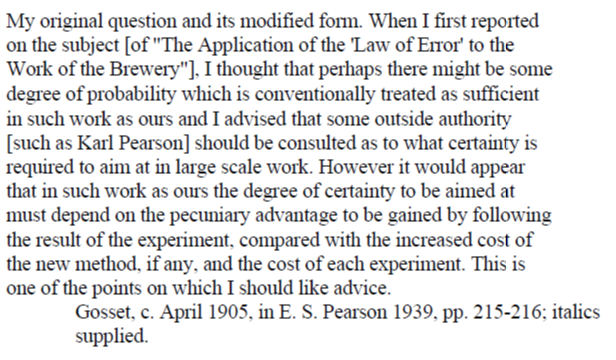 My original question and its modified form. When I first reported
on the subject [of "The Application of the 'Law of Error' to the
Work of the Brewery"], I thought that perhaps there might be some
degree of probability which is conventionally treated as sufficient
in such work as ours and I advised that some outside authority
[such as Karl Pearson] should be consulted as to what certainty is
required to aim at in large scale work. However it would appear
that in such work as ours the degree of certainty to be aimed at
must depend on the pecuniary advantage to be gained by following
the result of the experiment, compared with the increased cost of
the new method, if any, and the cost of each experiment. This is
one of the points on which I should like advice.
Gosset, c. April 1905, in E. S. Pearson 1939, pp. 215-216; italics
supplied.